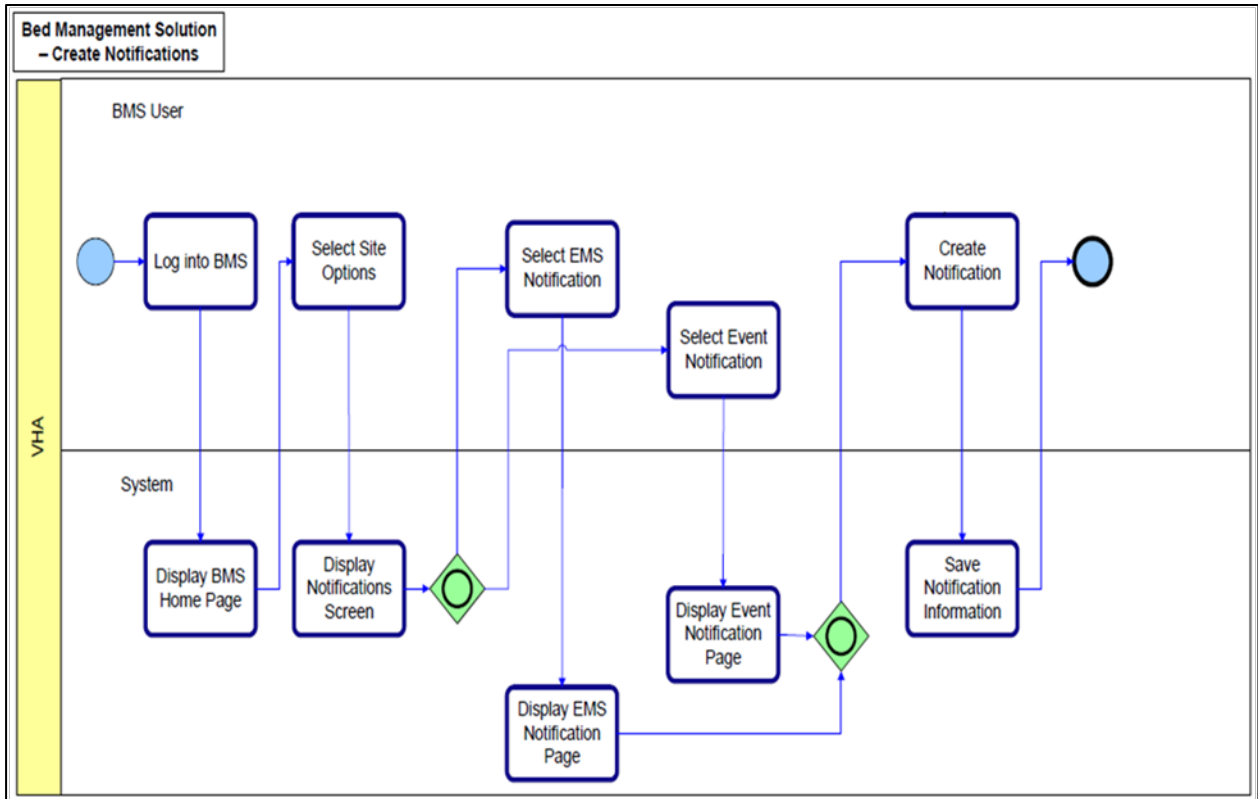 Bed Management Solution
– Create Notifications
VHA
BMS User
Log into BMS
Select Site
Options
Select EMS
Notification
Select Event
Notification
Create
Notification
System
Display BMS
Home Page
Display
Notifications
Screen
Display EMS
Notification
Page
Display Event
Notification
Page
Save
Notification
Information